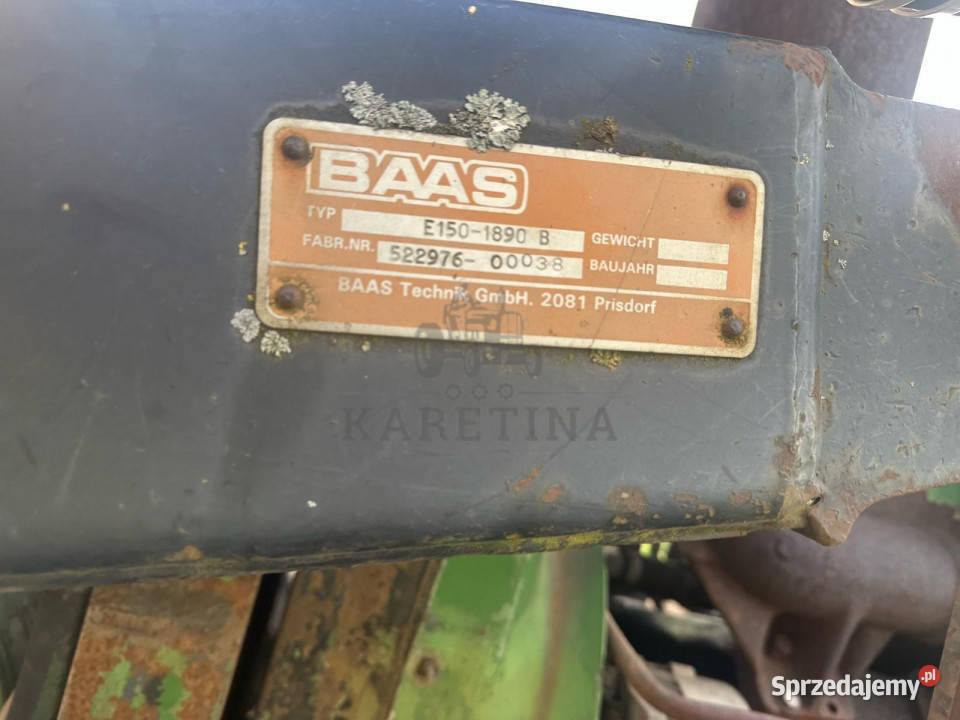 BAAS
TYP E150-1890 B GEWICHT
FABR.NR. 522976-00038 BAUJAHR
BAAS Technik GmbH. 2081 Prisdorf
KARETINA
Sprzedajemy.pl